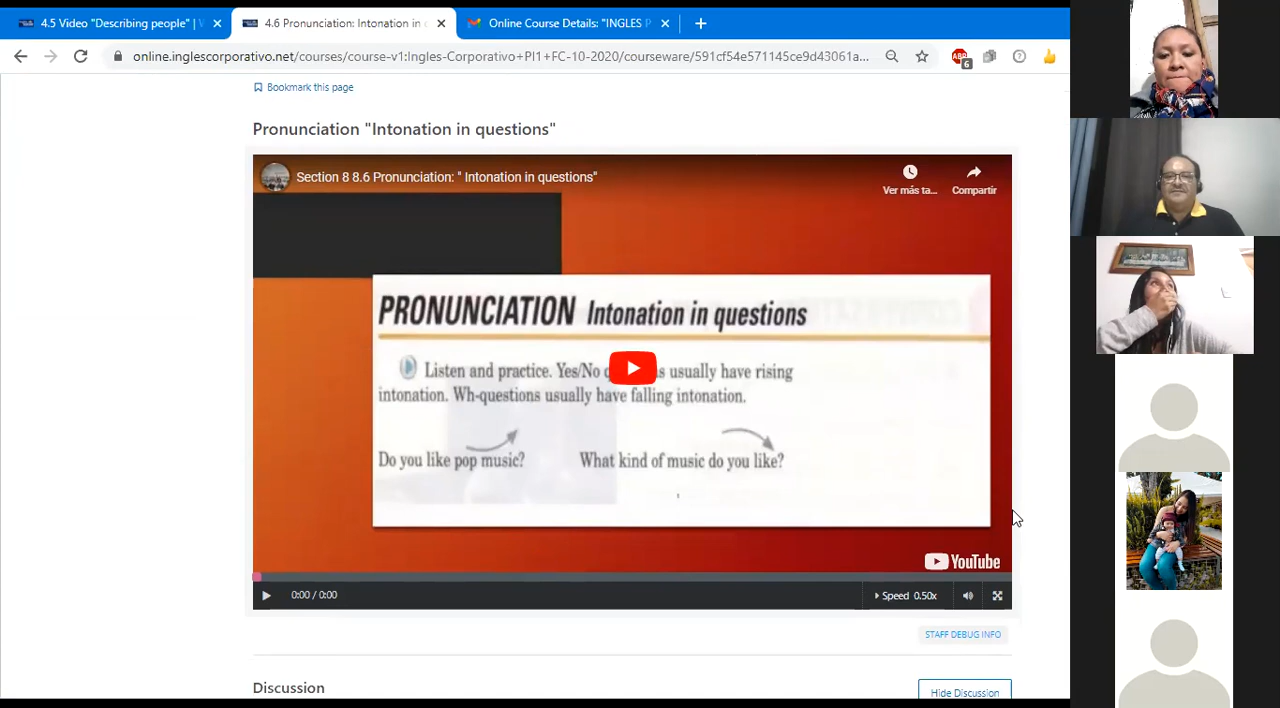 4.5 Video "Describing people" | W
4.6 Pronunciation: Intonation in q
Online Course Details: "INGLES P
online.inglescorporativo.net/courses/course-v1:Ingles-Corporativo+PI1+FC-10-2020/courseware/591cf54e571145ce9d43061a...
ABP
6
Bookmark this page
Pronunciation "Intonation in questions"
Section 8 8.6 Pronunciation: " Intonation in questions"
Ver más ta...
Compartir
PRONUNCIATION Intonation in questions
Listen and practice. Yes/No usually have rising
intonation. Wh-questions usually have falling intonation.
Do you like pop music?
What kind of music do you like?
YouTube
0:00 / 0:00
Speed 0.50x
STAFF DEBUG INFO
Discussion
Hide Discussion